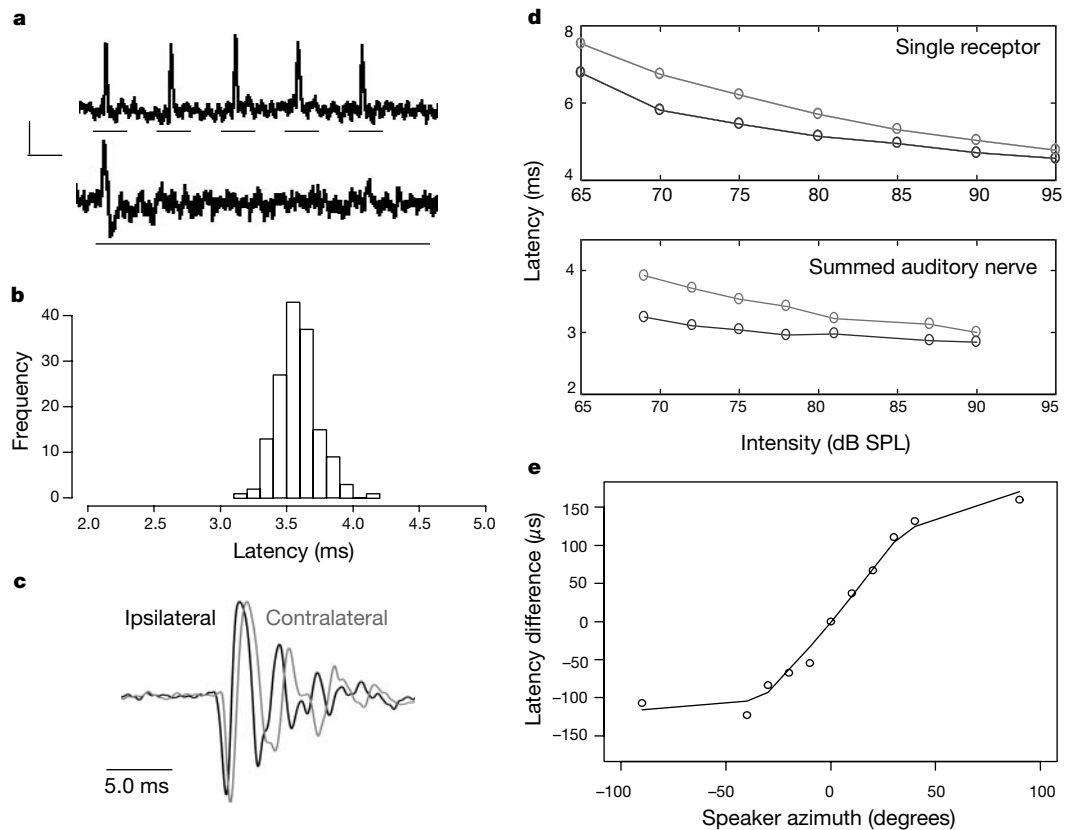 a
b
40
30
20
10
0
Frequency
2.0 2.5 3.0 3.5 4.0 4.5 5.0
Latency (ms)
c
Ipsilateral Contralateral
5.0 ms
d
Single receptor
8
6
4
65 70 75 80 85 90 95
Latency (ms)
Summed auditory nerve
4
3
2
65 70 75 80 85 90 95
Intensity (dB SPL)
e
150
100
50
0
−50
−100
−150
Latency difference (μs)
−100 −50 0 50 100
Speaker azimuth (degrees)